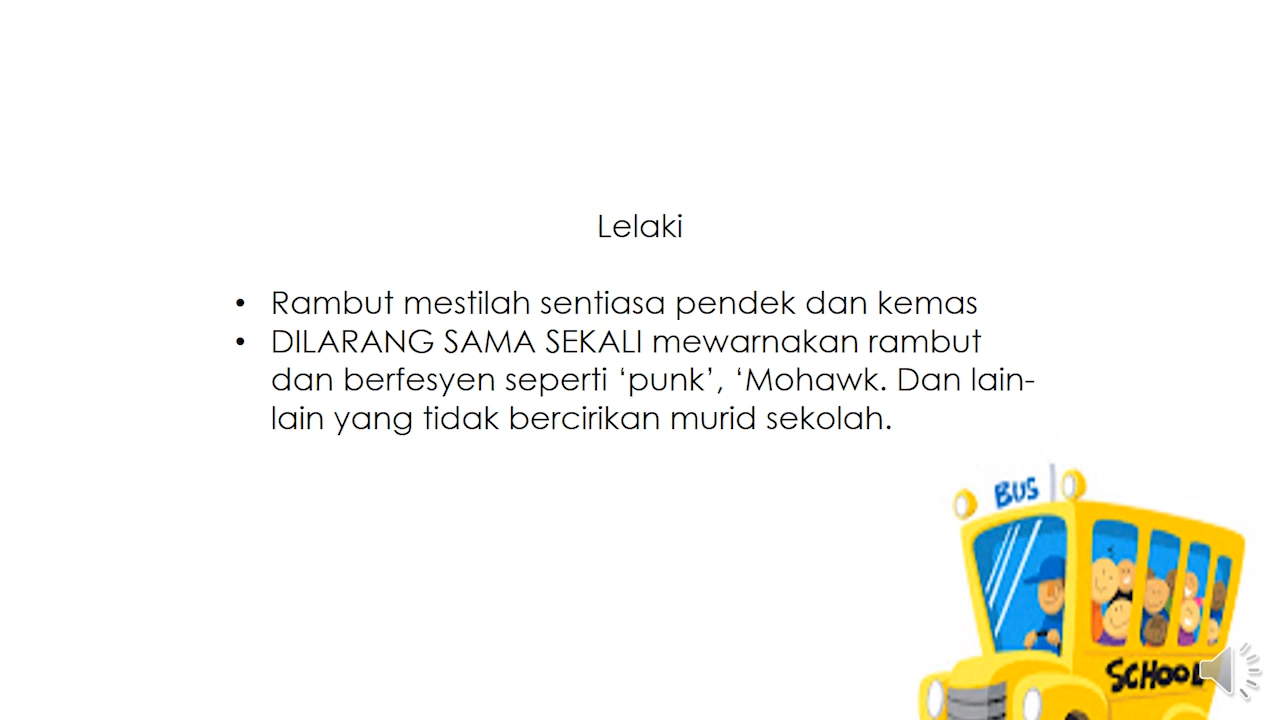 Lelaki
• Rambut mestilah sentiasa pendek dan kemas
• DILARANG SAMA SEKALI mewarnakan rambut
dan berfesyen seperti ‘punk’, ‘Mohawk. Dan lain-
lain yang tidak bercirikan murid sekolah.
BUS
SCHOOL